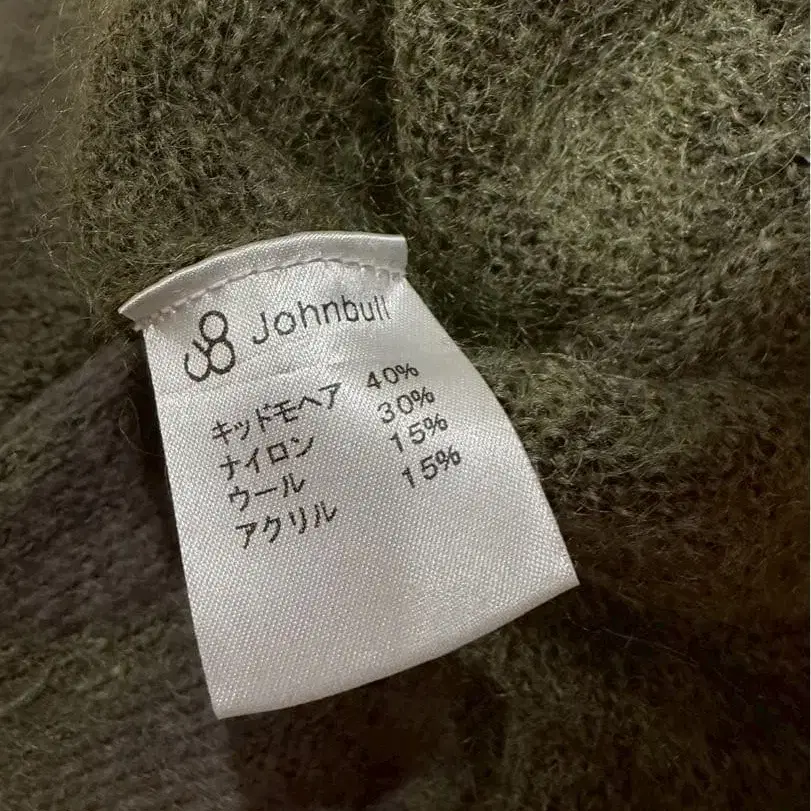 Johnbull
キッドモヘア 40%
ナイロン 30%
ウール 15%
アクリル 15%